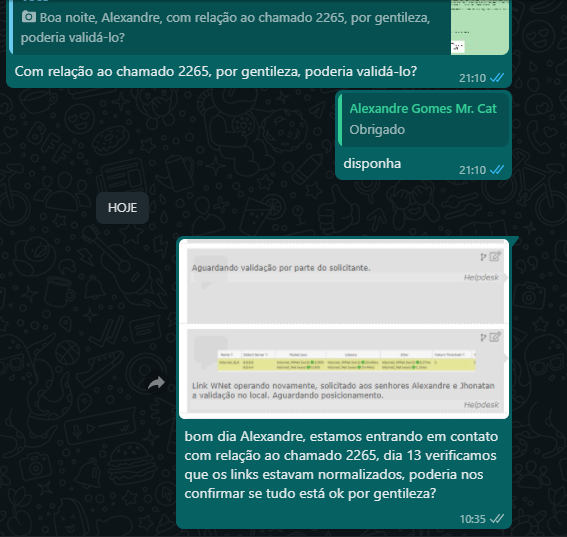 Boa noite, Alexandre, com relação ao chamado 2265, por gentileza,
poderia validá-lo?
Com relação ao chamado 2265, por gentileza, poderia validá-lo?
21:10
Alexandre Gomes Mr. Cat
Obrigado
disponha
21:10
HOJE
Aguardando validação por parte do solicitante.
Helpdesk
Link WNet operando novamente, solicitado aos senhores Alexandre e Jhonatan
a validação no local. Aguardando posicionamento.
Helpdesk
bom dia Alexandre, estamos entrando em contato
com relação ao chamado 2265, dia 13 verificamos
que os links estavam normalizados, poderia nos
confirmar se tudo está ok por gentileza?
10:35